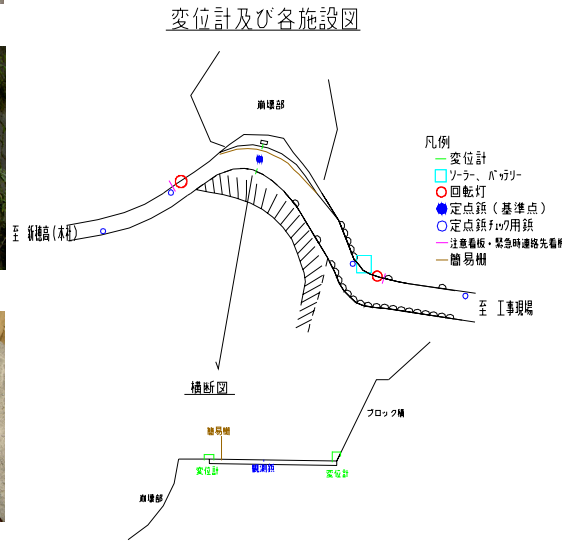 変位計及び各施設図
崩壊部
凡例
変位計
ソーラー、バッテリー
回転灯
定点鋲（基準点）
定点鋲チェック用鋲
注意看板・緊急時連絡先看板
簡易柵
至 新穂高(本社)
至 工事現場
横断図
ブロック積
簡易柵
変位計
観測鋲
変位計
崩壊部